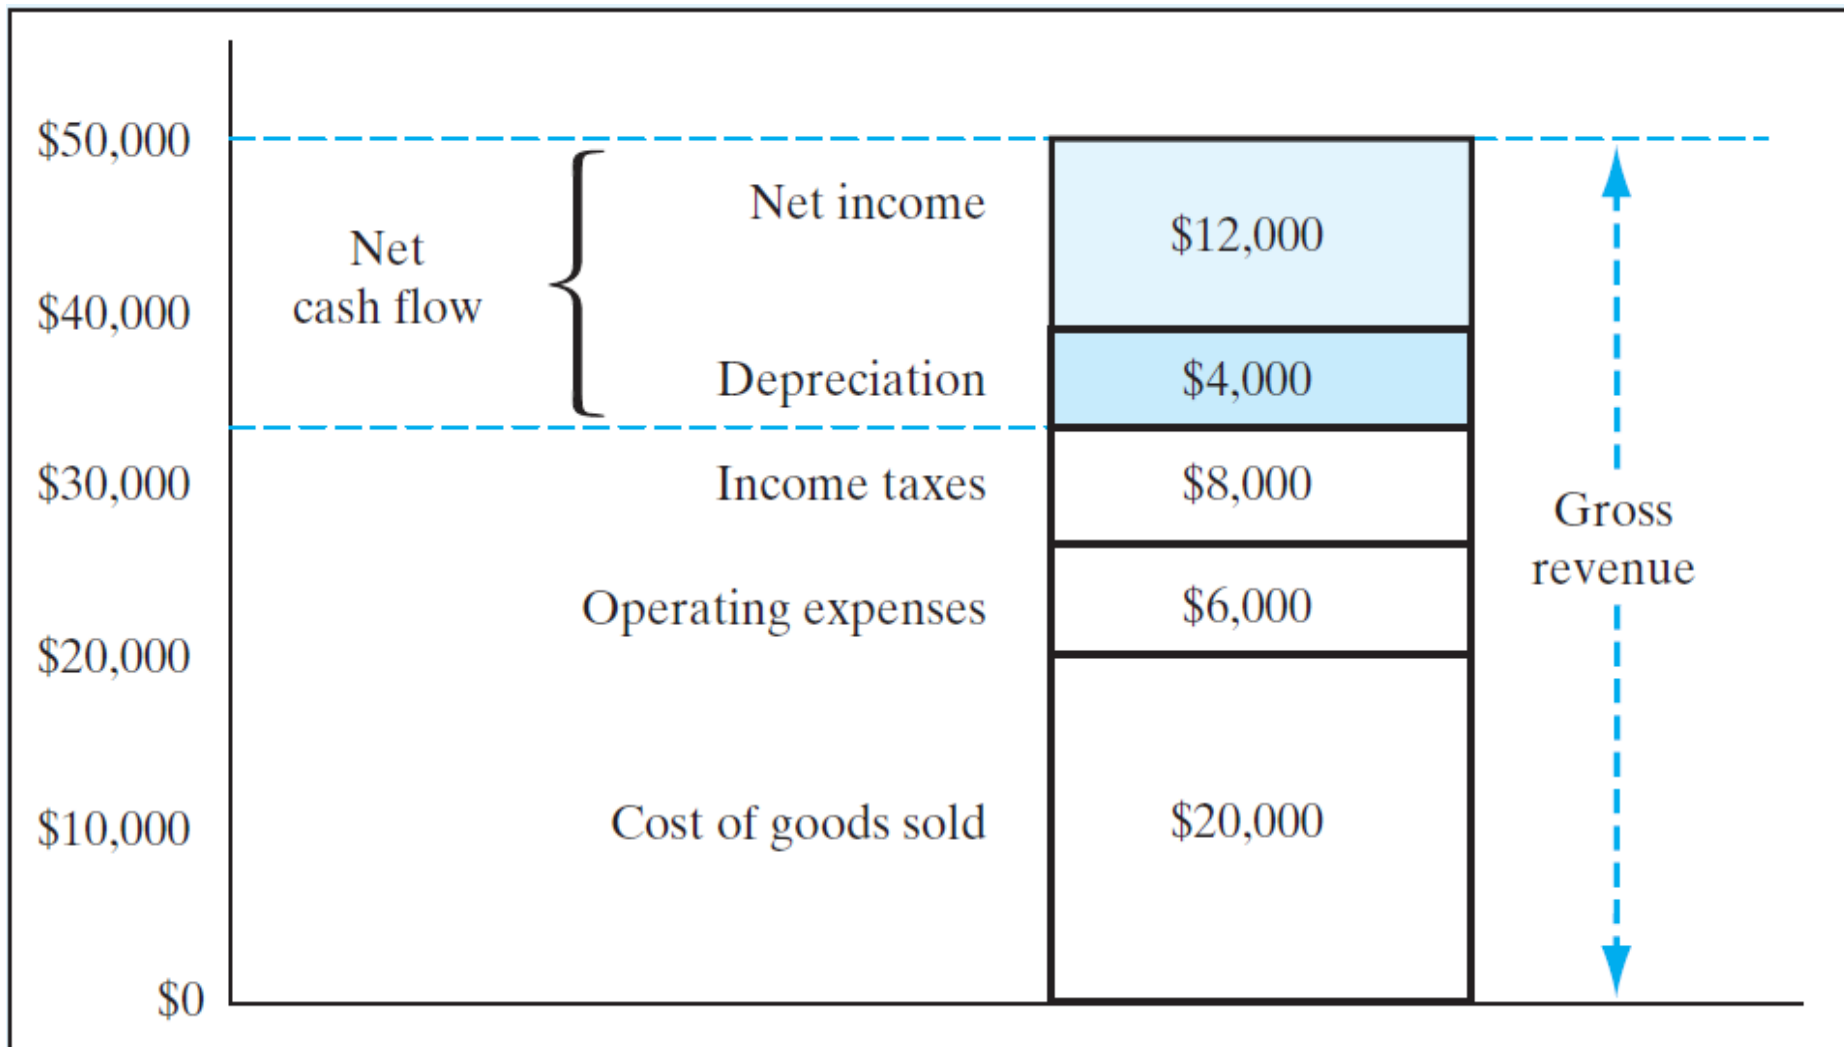 $50,000
Net income
$12,000
Net
cash flow
$40,000
Depreciation
$4,000
$30,000
Income taxes
$8,000
Gross
revenue
Operating expenses
$6,000
$20,000
$10,000
Cost of goods sold
$20,000
$0